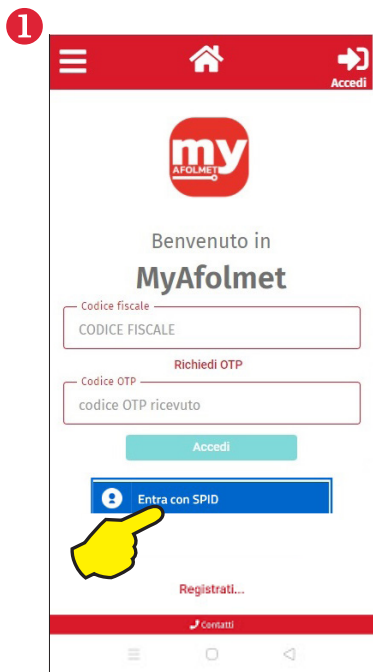 1
Accedi
my
AFOLMET
Benvenuto in
MyAfolmet
Codice fiscale
CODICE FISCALE
Richiedi OTP
Codice OTP
codice OTP ricevuto
Accedi
Entra con SPID
Registrati...
Contatti